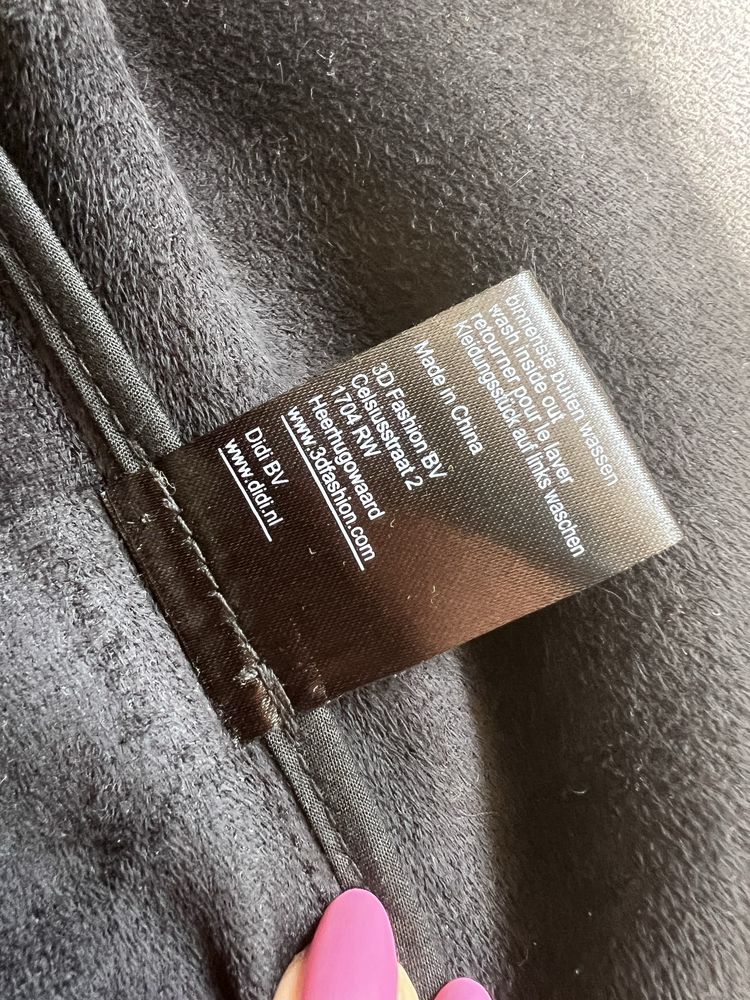 binnenste buiten wassen
wash inside out
retourner pour le laver
Kleidungsstück auf links waschen
Made in China
3D Fashion BV
Celsiusstraat 2
1704 RW
Heerhugowaard
www.3dfashion.com
Didi BV
www.didi.nl